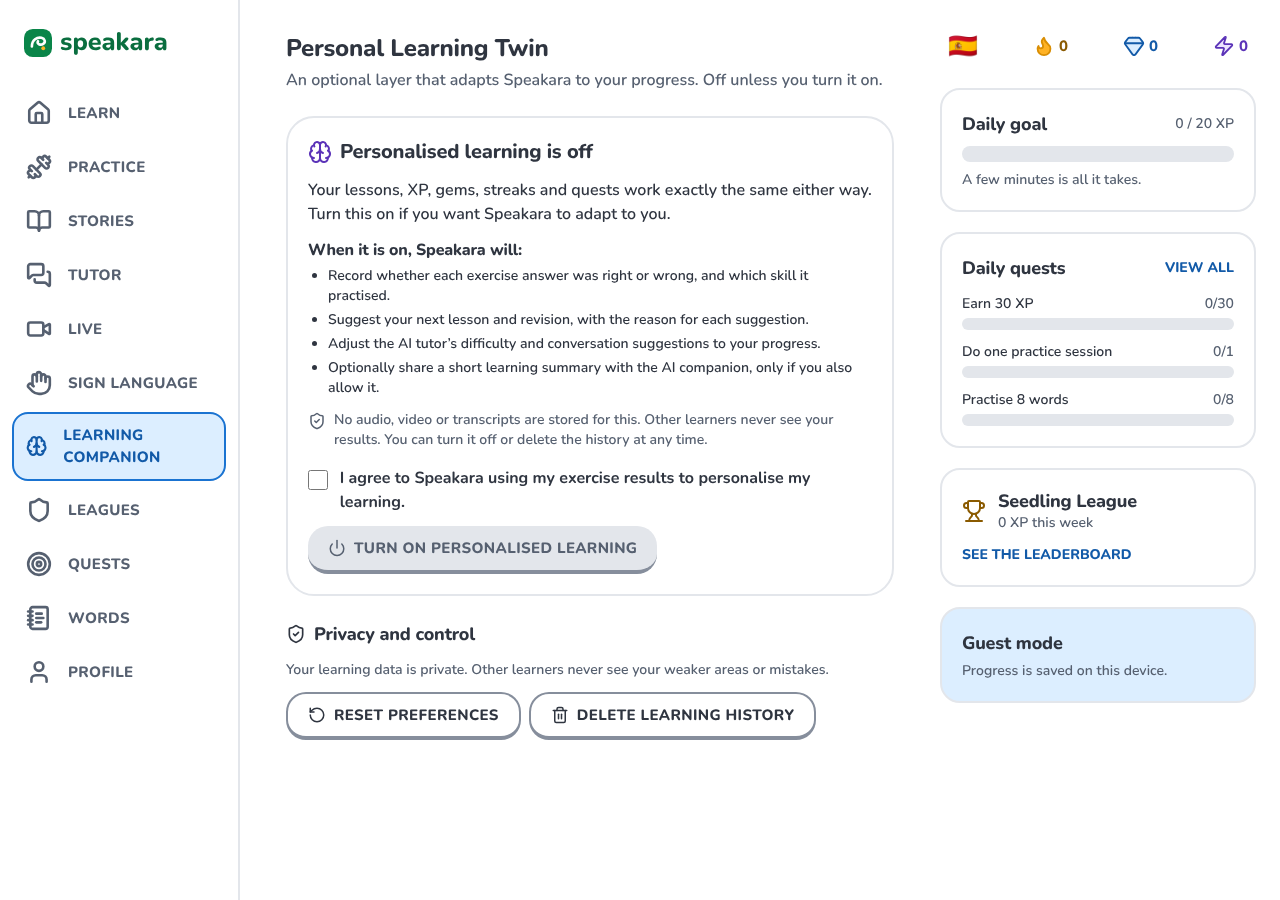 speakara
LEARN
PRACTICE
STORIES
TUTOR
LIVE
SIGN LANGUAGE
LEARNING
COMPANION
LEAGUES
QUESTS
WORDS
PROFILE
Personal Learning Twin
An optional layer that adapts Speakara to your progress. Off unless you turn it on.
Personalised learning is off
Your lessons, XP, gems, streaks and quests work exactly the same either way.
Turn this on if you want Speakara to adapt to you.
When it is on, Speakara will:
• Record whether each exercise answer was right or wrong, and which skill it
practised.
• Suggest your next lesson and revision, with the reason for each suggestion.
• Adjust the AI tutor’s difficulty and conversation suggestions to your progress.
• Optionally share a short learning summary with the AI companion, only if you also
allow it.
No audio, video or transcripts are stored for this. Other learners never see your
results. You can turn it off or delete the history at any time.
I agree to Speakara using my exercise results to personalise my
learning.
TURN ON PERSONALISED LEARNING
Privacy and control
Your learning data is private. Other learners never see your weaker areas or mistakes.
RESET PREFERENCES
DELETE LEARNING HISTORY
0
0
0
Daily goal
0 / 20 XP
A few minutes is all it takes.
Daily quests
VIEW ALL
Earn 30 XP
0/30
Do one practice session
0/1
Practise 8 words
0/8
Seedling League
0 XP this week
SEE THE LEADERBOARD
Guest mode
Progress is saved on this device.